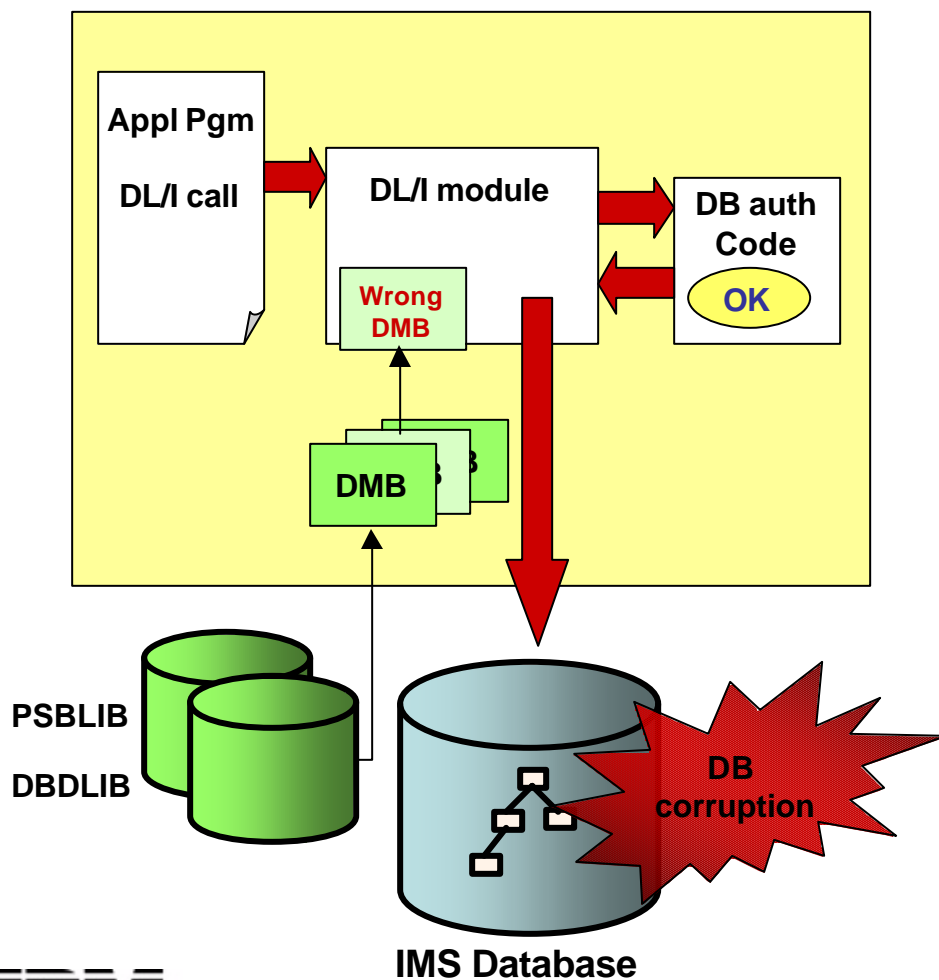 Appl Pgm
DL/I call
DL/I module
DB auth
Code
OK
Wrong
DMB
DMB
B
B
PSBLIB
DBDLIB
DB
corruption
IMS Database